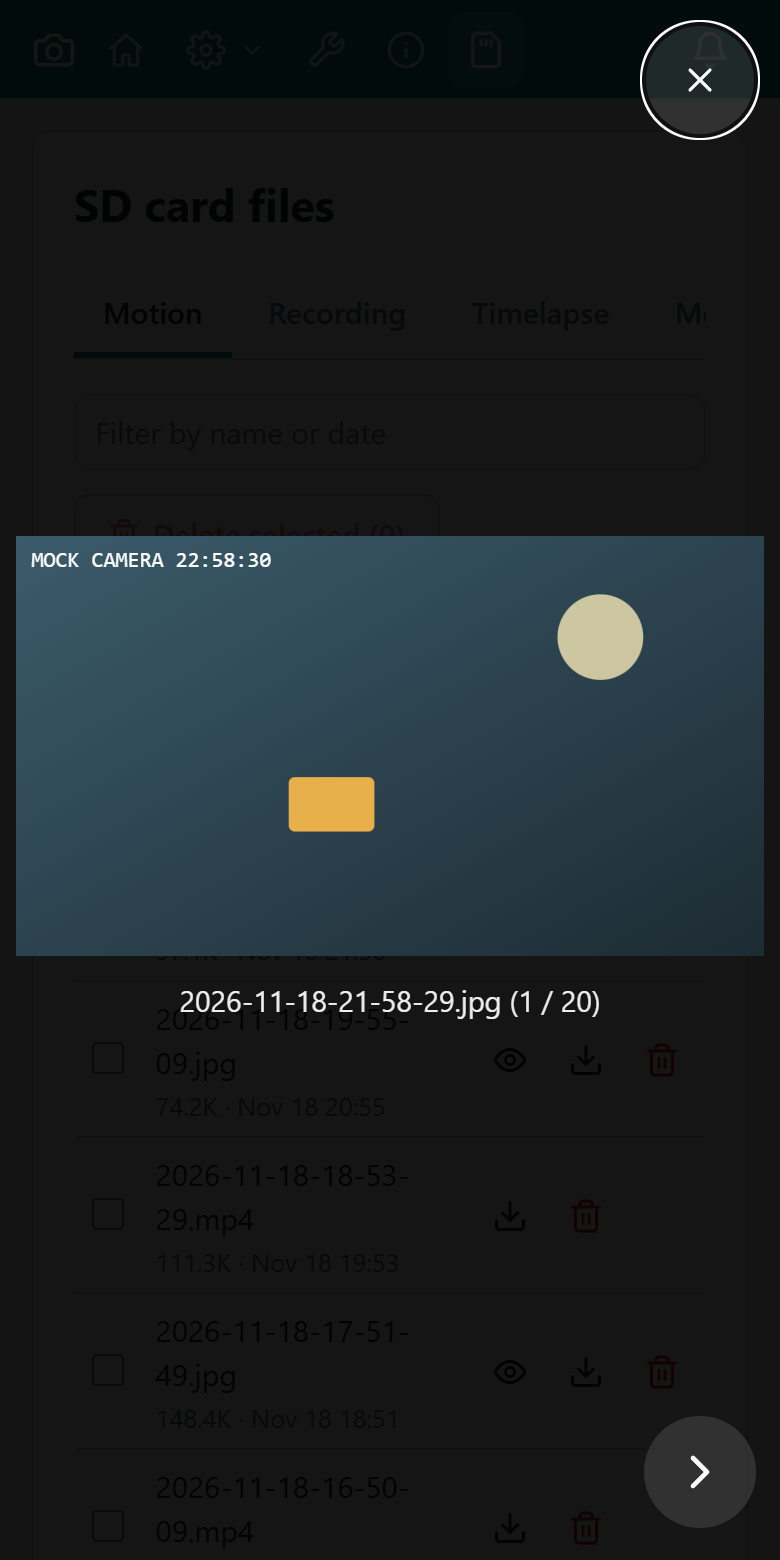 SD card files
Motion Recording Timelapse Mo
Filter by name or date
Delete selected (0)
MOCK CAMERA 22:58:30
2026-11-18-21-58-29.jpg (1 / 20)
2026-11-18-19-55-
09.jpg
74.2K · Nov 18 20:55
2026-11-18-18-53-
29.mp4
111.3K · Nov 18 19:53
2026-11-18-17-51-
49.jpg
148.4K · Nov 18 18:51
2026-11-18-16-50-
09.mp4